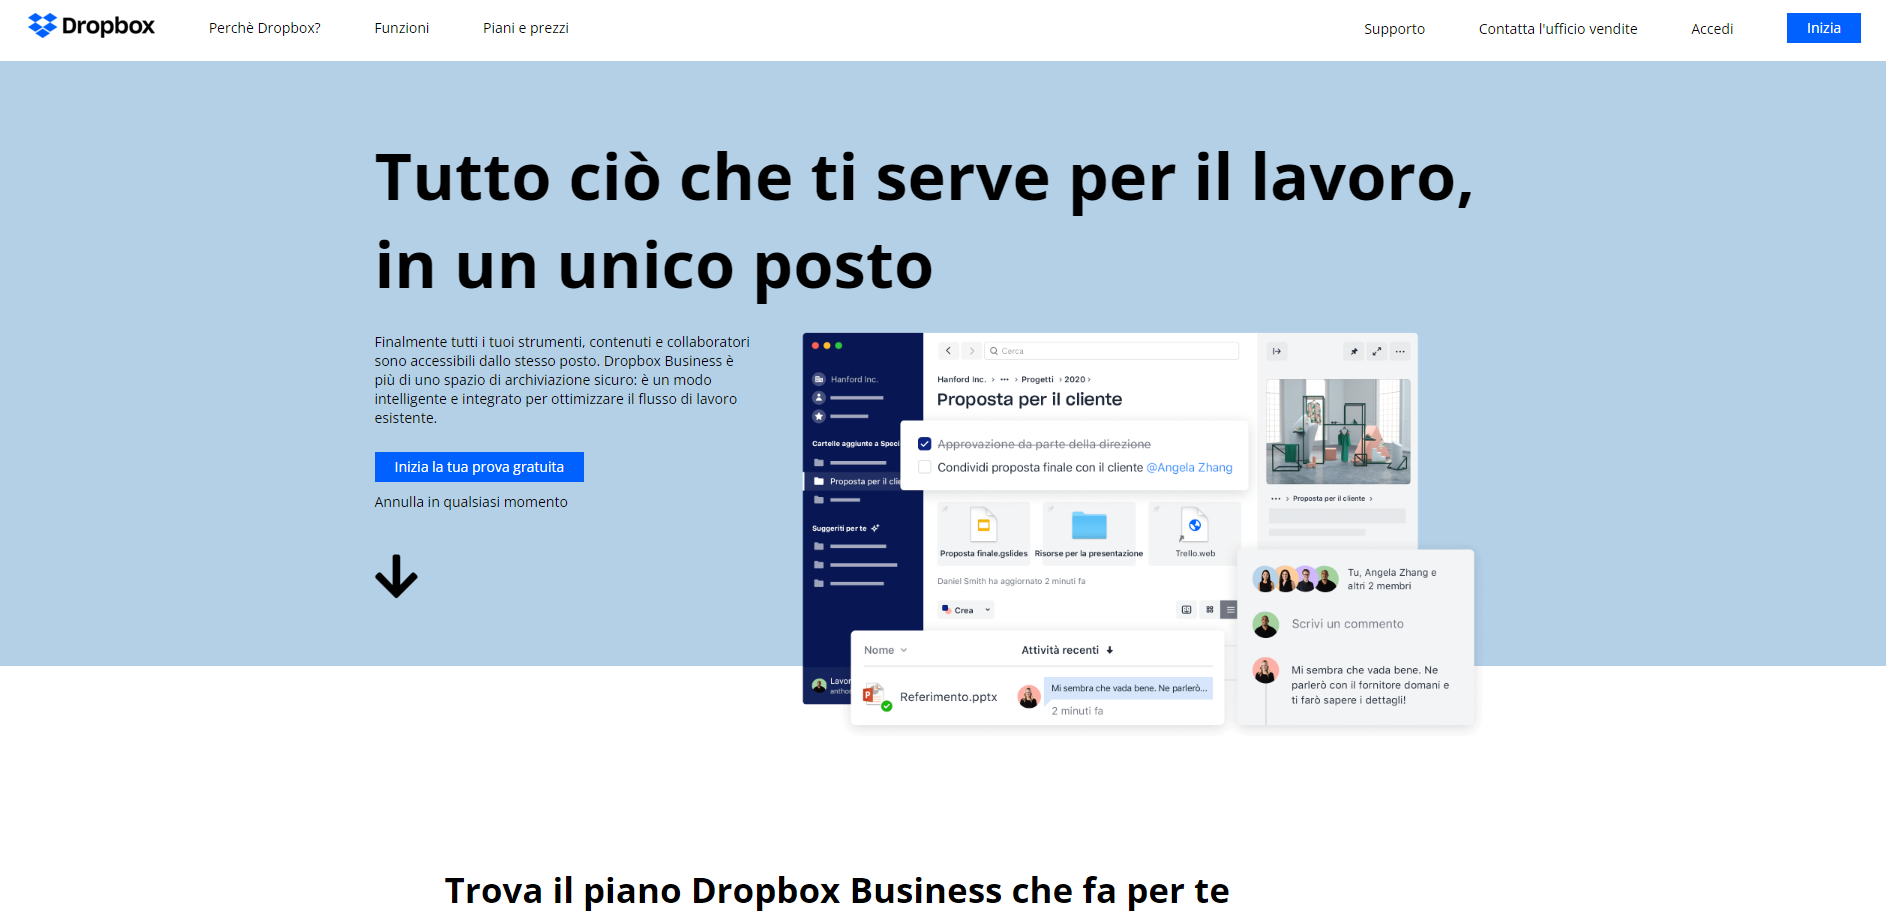 Dropbox
Perchè Dropbox?
Funzioni
Piani e prezzi
Supporto
Contatta l'ufficio vendite
Accedi
Inizia
Tutto ciò che ti serve per il lavoro,
in un unico posto
Finalmente tutti i tuoi strumenti, contenuti e collaboratori
sono accessibili dallo stesso posto. Dropbox Business è
più di uno spazio di archiviazione sicuro: è un modo
intelligente e integrato per ottimizzare il flusso di lavoro
esistente.
Inizia la tua prova gratuita
Annulla in qualsiasi momento
Hanford Inc.
Cartelle aggiunte a Speci
Proposta per il clie
Suggeriti per te
Lavor
Cerca
Hanford Inc. › ••• › Progetti › 2020 ›
Proposta per il cliente
Approvazione da parte della direzione
Condividi proposta finale con il cliente @Angela Zhang
Proposta finale.gslides
Risorse per la presentazione
Trello.web
Daniel Smith ha aggiornato 2 minuti fa
Crea
Nome
Attività recenti
Referimento.pptx
Mi sembra che vada bene. Ne parlerò...
2 minuti fa
••• › Proposta per il cliente ›
Tu, Angela Zhang e
altri 2 membri
Scrivi un commento
Mi sembra che vada bene. Ne
parlerò con il fornitore domani e
ti farò sapere i dettagli!
Trova il piano Dropbox Business che fa per te